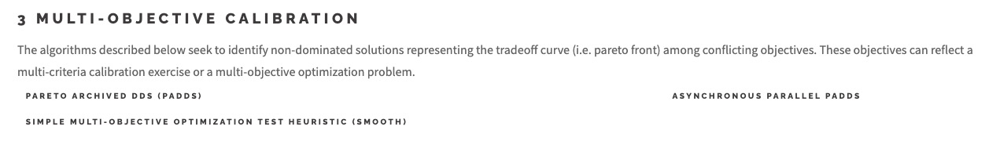 3 MULTI-OBJECTIVE CALIBRATION
The algorithms described below seek to identify non-dominated solutions representing the tradeoff curve (i.e. pareto front) among conflicting objectives. These objectives can reflect a
multi-criteria calibration exercise or a multi-objective optimization problem.
PARETO ARCHIVED DDS (PADDS)
ASYNCHRONOUS PARALLEL PADDS
SIMPLE MULTI-OBJECTIVE OPTIMIZATION TEST HEURISTIC (SMOOTH)